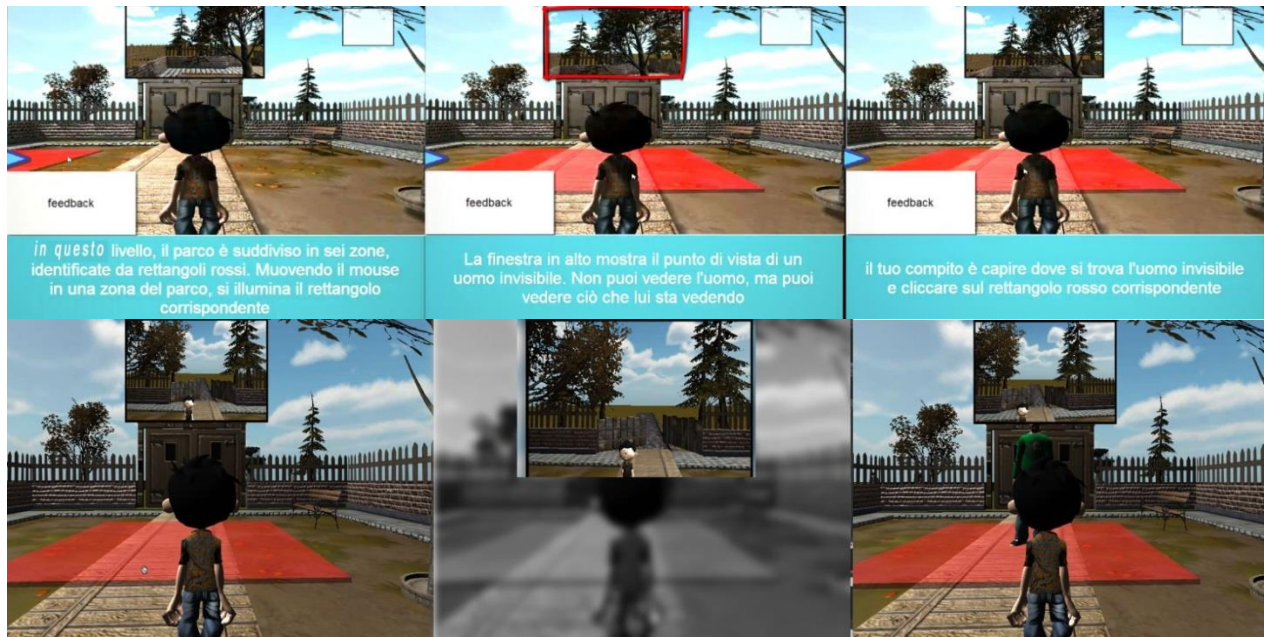 feedback
in questo livello, il parco è suddiviso in sei zone,
identificate da rettangoli rossi. Muovendo il mouse
in una zona del parco, si illumina il rettangolo
corrispondente
feedback
La finestra in alto mostra il punto di vista di un
uomo invisibile. Non puoi vedere l'uomo, ma puoi
vedere ciò che lui sta vedendo
feedback
il tuo compito è capire dove si trova l'uomo invisibile
e cliccare sul rettangolo rosso corrispondente